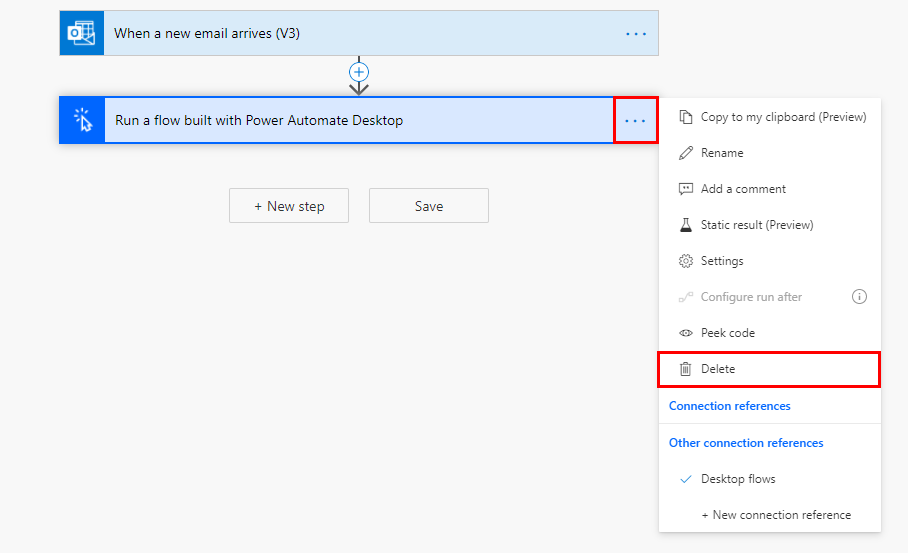 When a new email arrives (V3)
Run a flow built with Power Automate Desktop
+ New step
Save
Copy to my clipboard (Preview)
Rename
Add a comment
Static result (Preview)
Settings
Configure run after
Peek code
Delete
Connection references
Other connection references
Desktop flows
+ New connection reference